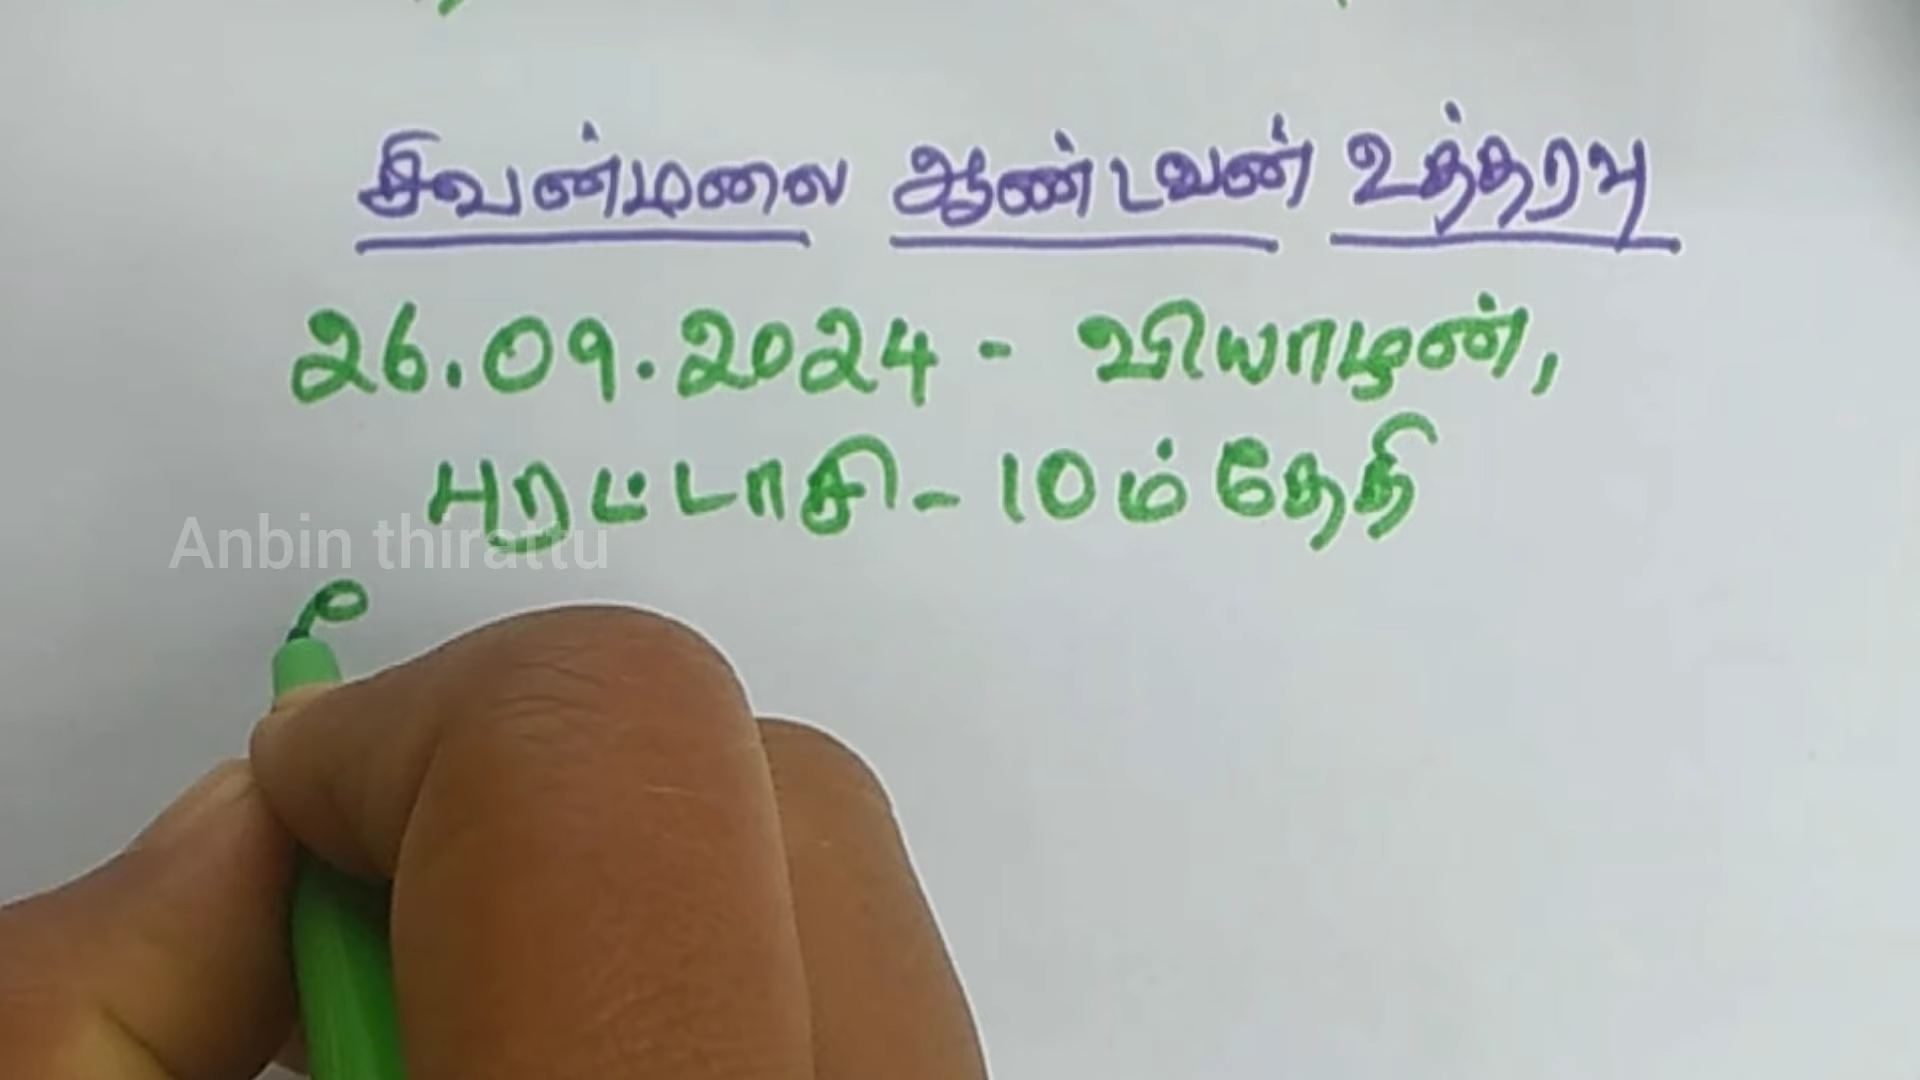 சிவன்மலை ஆண்டவன் உத்தரவு
26.09.2024 - வியாழன்,
புரட்டாசி - 10ம் தேதி
Anbin thirattu